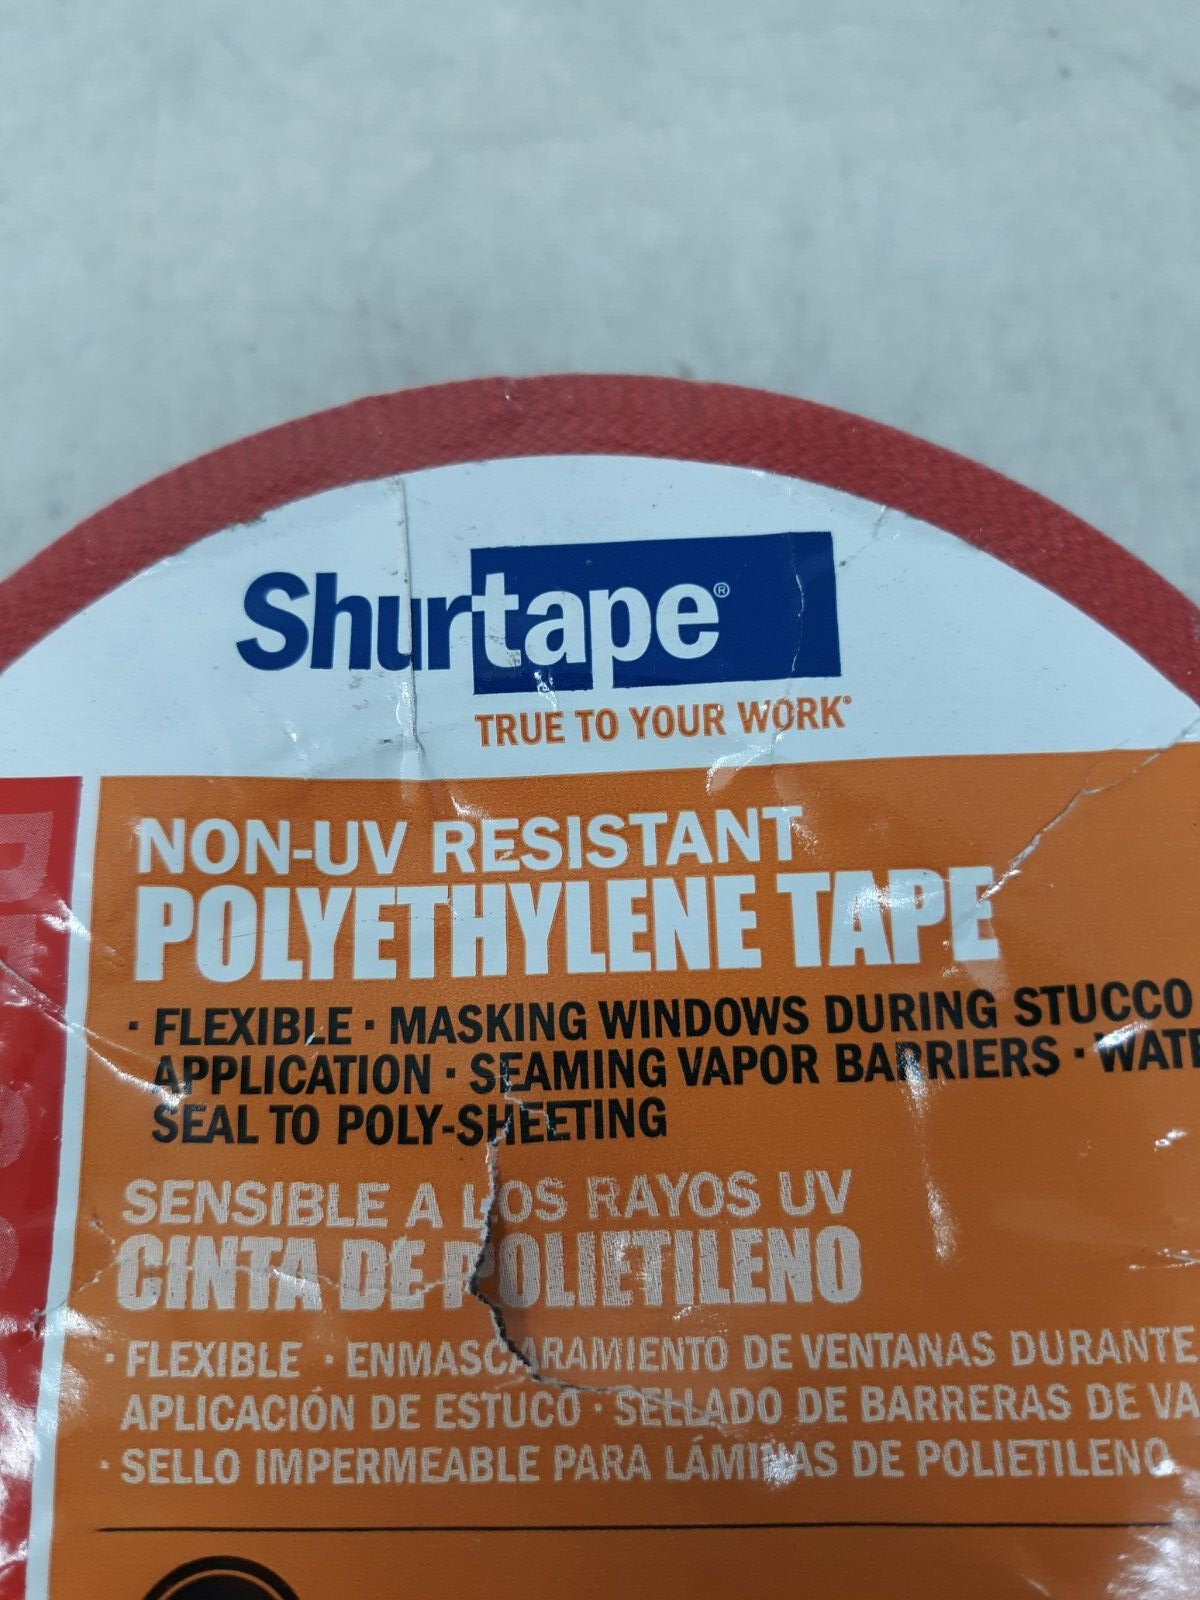 Shurtape®
TRUE TO YOUR WORK®
NON-UV RESISTANT
POLYETHYLENE TAPE
· FLEXIBLE · MASKING WINDOWS DURING STUCCO
APPLICATION · SEAMING VAPOR BARRIERS · WATE
SEAL TO POLY-SHEETING
SENSIBLE A LOS RAYOS UV
CINTA DE POLIETILENO
· FLEXIBLE · ENMASCARAMIENTO DE VENTANAS DURANTE
APLICACIÓN DE ESTUCO · SELLADO DE BARRERAS DE VA
· SELLO IMPERMEABLE PARA LÁMINAS DE POLIETILENO